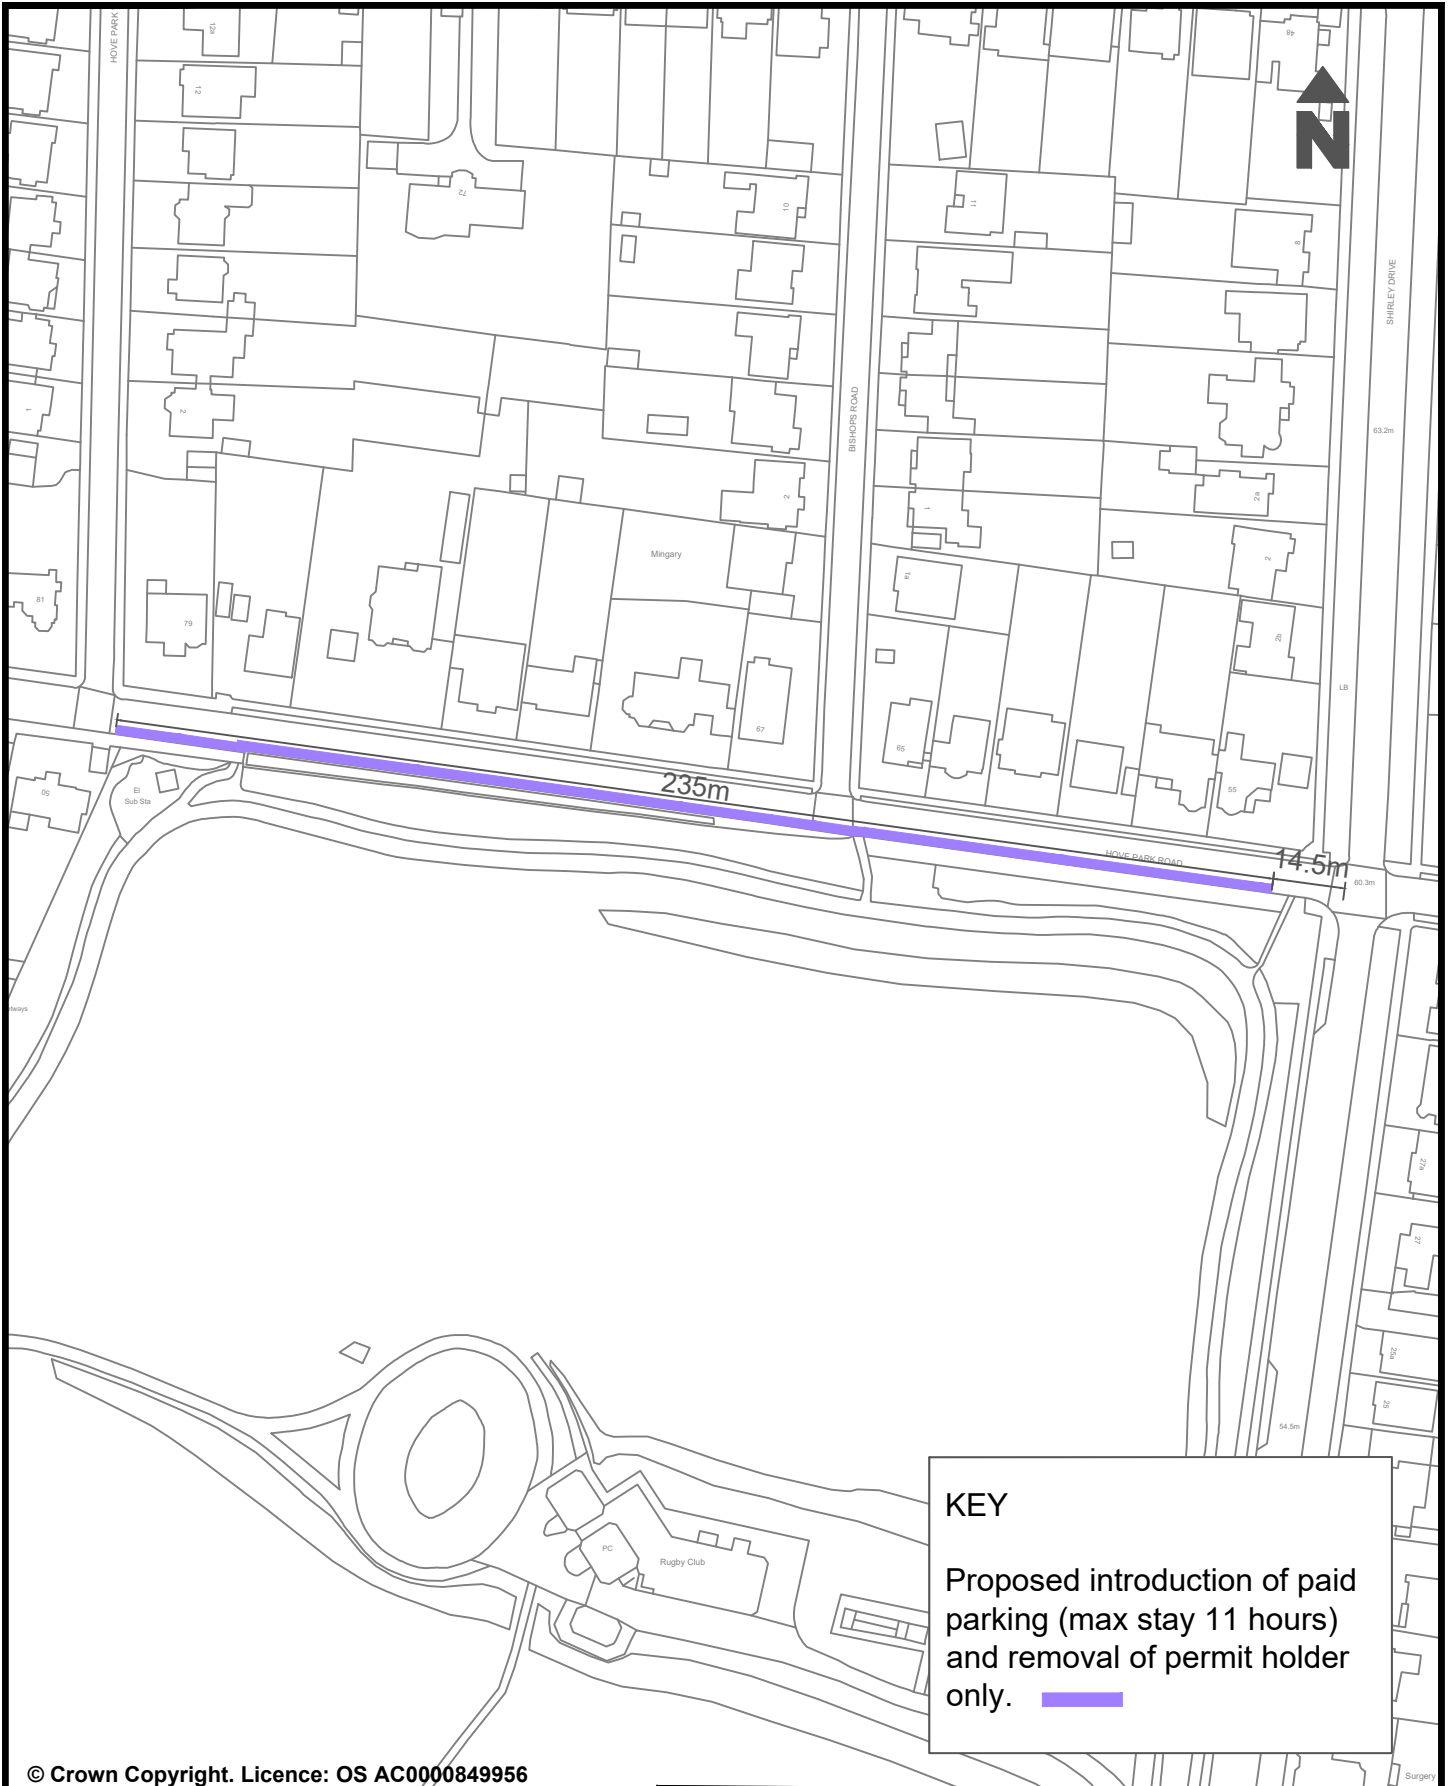 HOVE PARK
12a
48
12
N
72
10
11
8
SHIRLEY DRIVE
BISHOPS ROAD
1
2
63.2m
2
2a
1
Mingary
2
1a
81
79
2b
LB
67
65
235m
50
El
Sub Sta
55
HOVE PARK ROAD
14.5m
60.3m
27a
27
25a
25
54.5m
PC
Rugby Club
KEY
Proposed introduction of paid
parking (max stay 11 hours)
and removal of permit holder
only.
Surgery
© Crown Copyright. Licence: OS AC0000849956